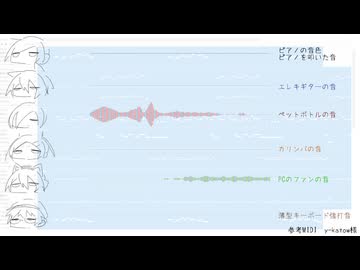 ピアノの音色
ピアノを叩いた音
エレキギターの音
ペットボトルの音
カリンバの音
PCのファンの音
薄型キーボード強打音
参考MIDI y-katow様